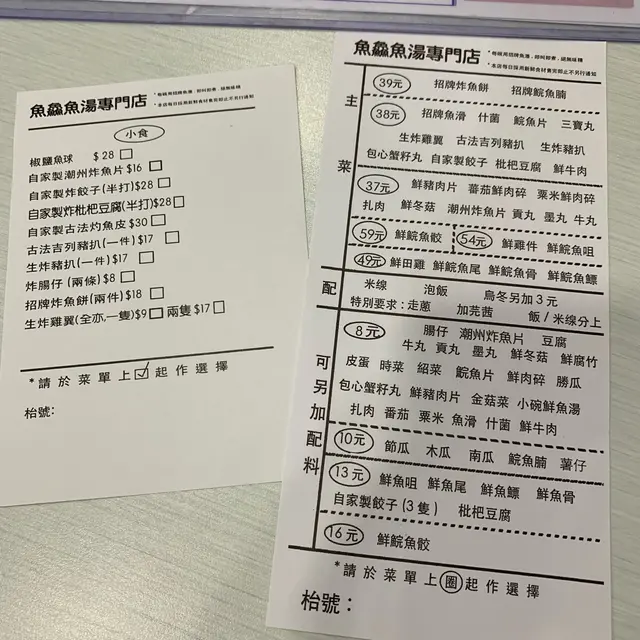 魚鱻魚湯專門店
小食
椒鹽魚球 $28
自家製潮州炸魚片 $16
自家製炸餃子(半打) $28
自家製炸枇杷豆腐(半打) $28
自家製古法灼魚皮 $30
古法吉列豬扒(一件) $17
生炸豬扒(一件) $17
炸腸仔(兩條) $8
招牌炸魚餅(兩件) $18
生炸雞翼(全亦,一隻) $9 兩隻 $17
*請於菜單上☑起作選擇
枱號:
魚鱻魚湯專門店
主菜
39元 招牌炸魚餅 招牌鯇魚腩
38元 招牌魚滑 什菌 鯇魚片 三寶丸
生炸雞翼 古法吉列豬扒 生炸豬扒
包心蟹籽丸 自家製餃子 枇杷豆腐 鮮牛肉
37元 鮮豬肉片 蕃茄鮮肉碎 粟米鮮肉碎
扎肉 鮮冬菇 潮州炸魚片 貢丸 墨丸 牛丸
59元 鮮鯇魚骹 54元 鮮雞件 鮮鯇魚咀
49元 鮮田雞 鮮鯇魚尾 鮮鯇魚骨 鮮鯇魚鰾
配 米線 泡飯 烏冬另加3元
特別要求:走蔥 加芫茜 飯/米線分上
可另加配料
8元 腸仔 潮州炸魚片 豆腐
牛丸 貢丸 墨丸 鮮冬菇 鮮腐竹
皮蛋 時菜 紹菜 鯇魚片 鮮肉碎 勝瓜
包心蟹籽丸 鮮豬肉片 金菇菜 小碗鮮魚湯
扎肉 番茄 粟米 魚滑 什菌 鮮牛肉
10元 節瓜 木瓜 南瓜 鯇魚腩 薯仔
13元 鮮魚咀 鮮魚尾 鮮魚鰾 鮮魚骨
自家製餃子(3隻) 枇杷豆腐
16元 鮮鯇魚骹
*請於菜單上圈起作選擇
枱號: